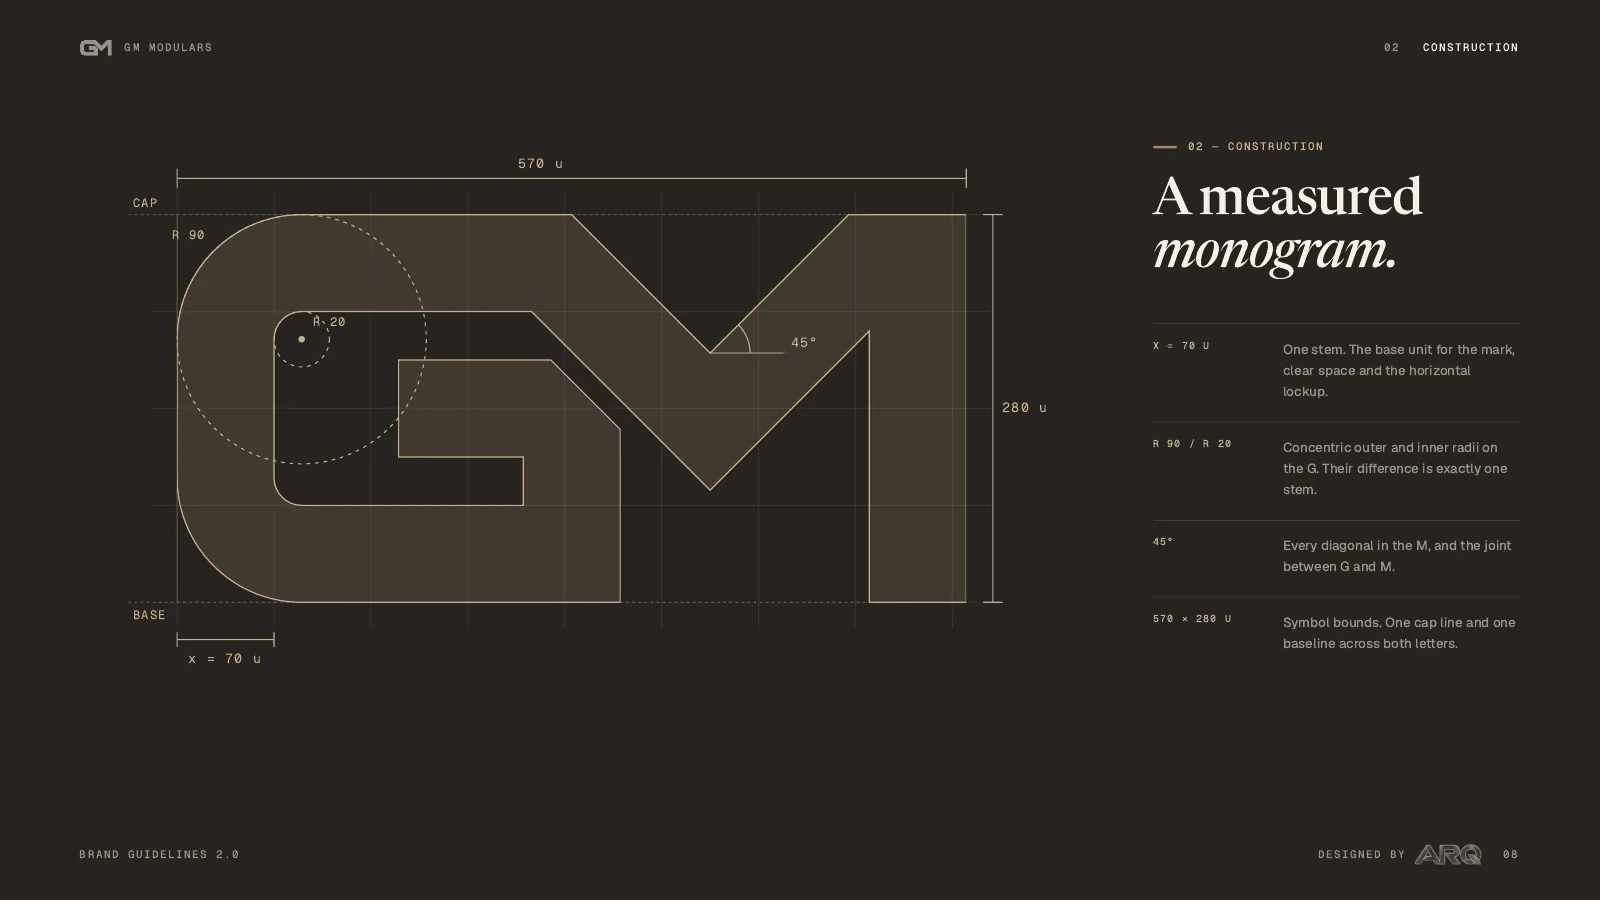 GM GM MODULARS
02 CONSTRUCTION
570 u
CAP
R 90
R 20
45°
280 u
BASE
x = 70 u
02 — CONSTRUCTION
A measured
monogram.
X = 70 U
One stem. The base unit for the mark,
clear space and the horizontal
lockup.
R 90 / R 20
Concentric outer and inner radii on
the G. Their difference is exactly one
stem.
45°
Every diagonal in the M, and the joint
between G and M.
570 × 280 U
Symbol bounds. One cap line and one
baseline across both letters.
BRAND GUIDELINES 2.0
DESIGNED BY ARQ 08